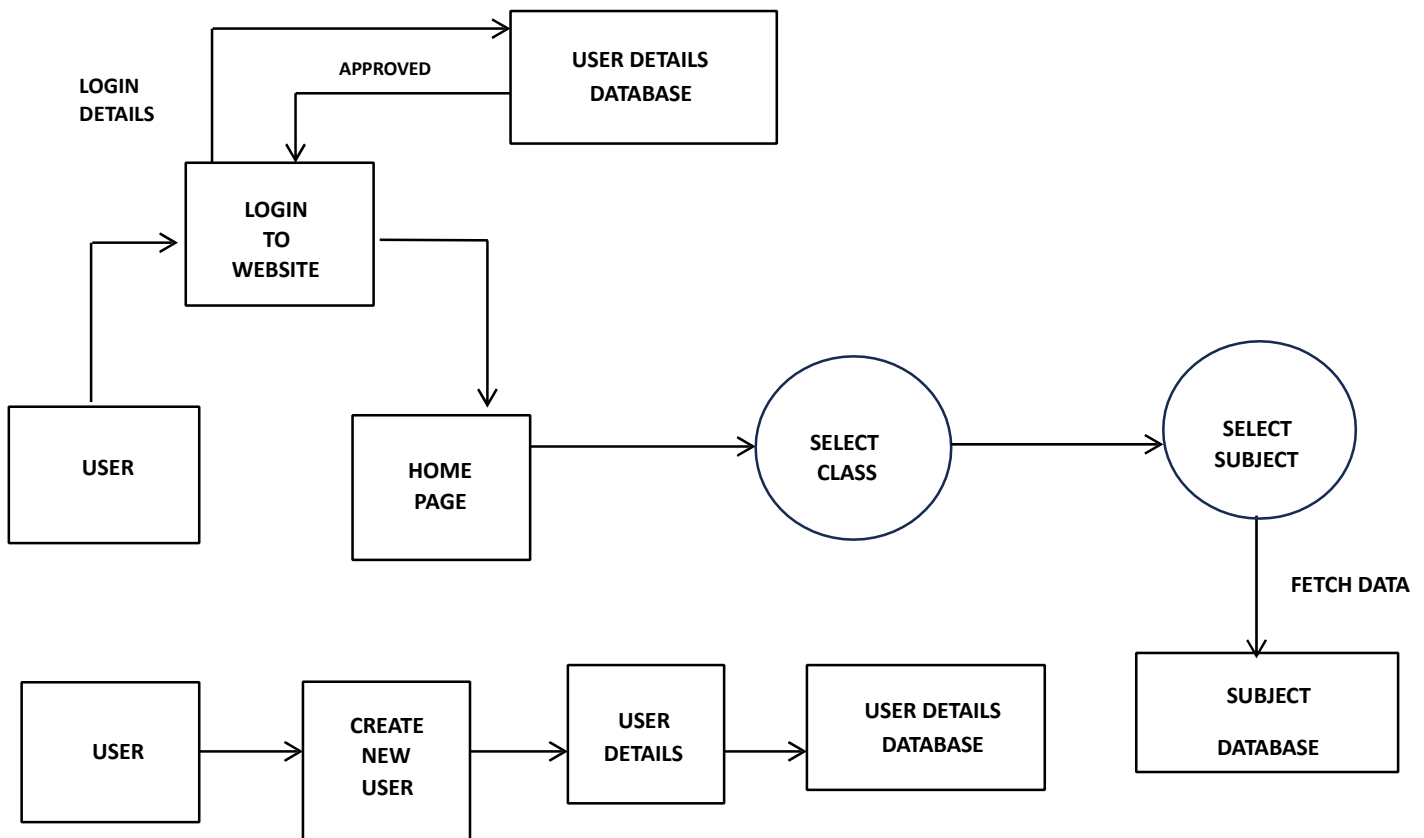 USER DETAILS
DATABASE
APPROVED
LOGIN
DETAILS
LOGIN
TO
WEBSITE
USER
HOME
PAGE
SELECT
CLASS
SELECT
SUBJECT
FETCH DATA
SUBJECT
DATABASE
USER
CREATE
NEW
USER
USER
DETAILS
USER DETAILS
DATABASE